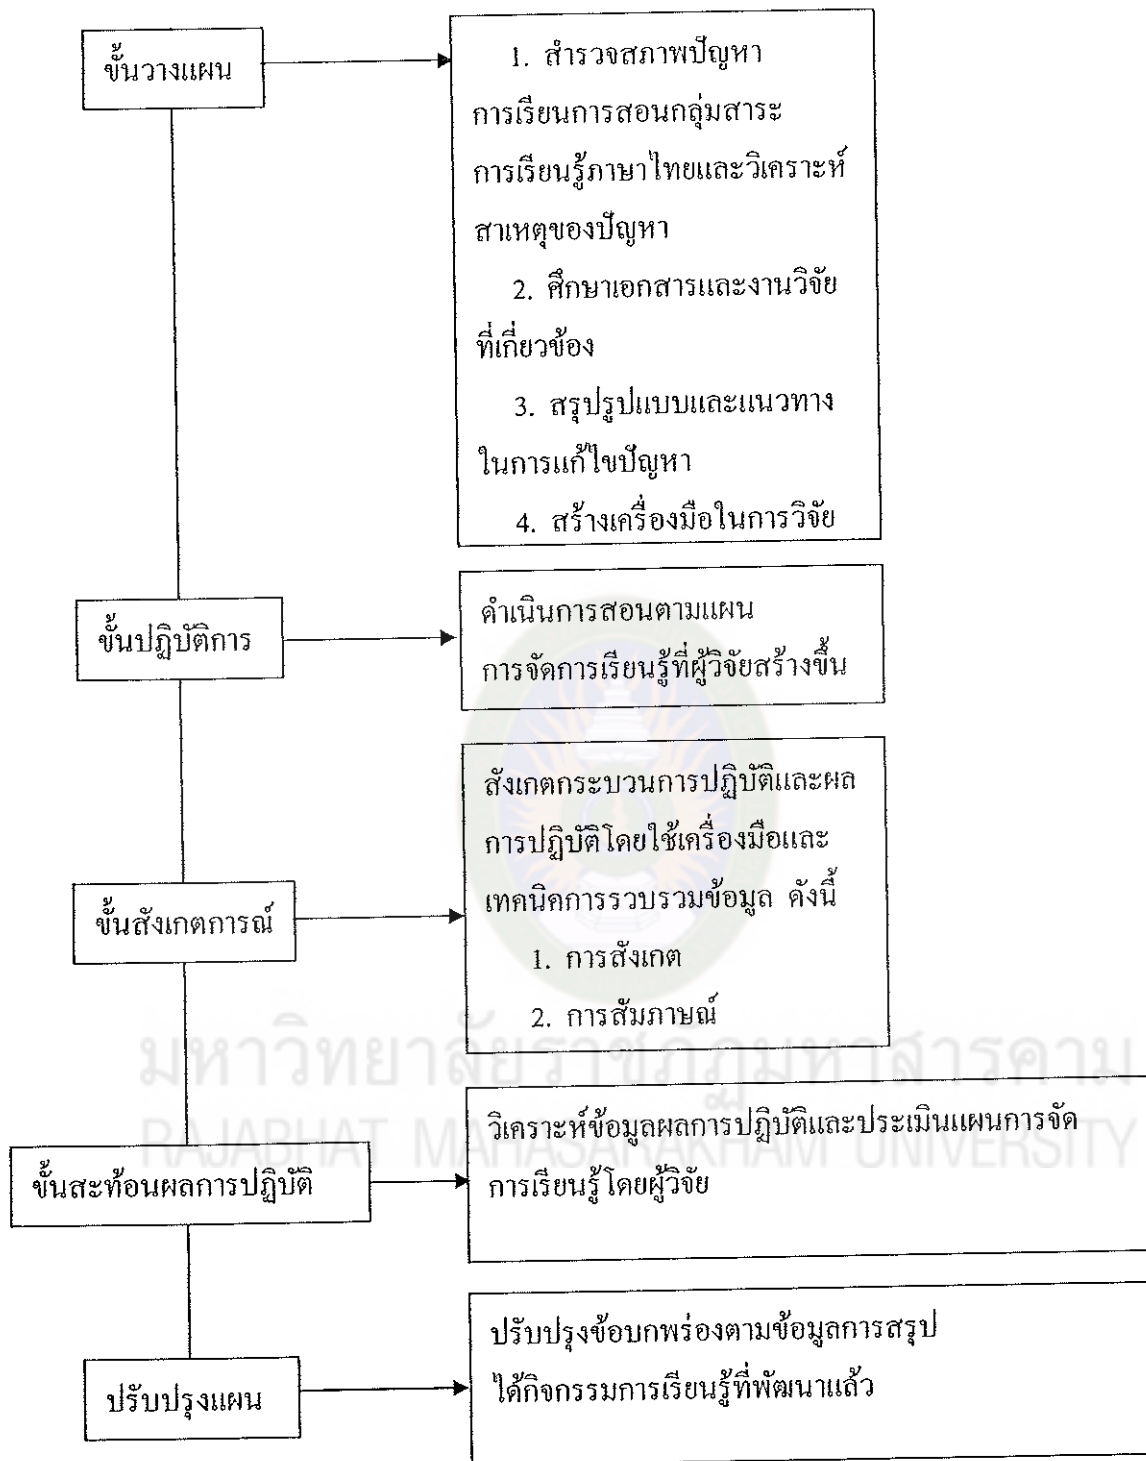 ขั้นวางแผน
1. สำรวจสภาพปัญหา
การเรียนการสอนกลุ่มสาระ
การเรียนรู้ภาษาไทยและวิเคราะห์
สาเหตุของปัญหา
2. ศึกษาเอกสารและงานวิจัย
ที่เกี่ยวข้อง
3. สรุปรูปแบบและแนวทาง
ในการแก้ไขปัญหา
4. สร้างเครื่องมือในการวิจัย
ขั้นปฏิบัติการ
ดำเนินการสอนตามแผน
การจัดการเรียนรู้ที่ผู้วิจัยสร้างขึ้น
ขั้นสังเกตการณ์
สังเกตกระบวนการปฏิบัติและผล
การปฏิบัติโดยใช้เครื่องมือและ
เทคนิคการรวบรวมข้อมูล ดังนี้
1. การสังเกต
2. การสัมภาษณ์
มหาวิทยาลัยราชภัฏมหาสารคาม
RAJABHAT MAHASARAKHAM UNIVERSITY
ขั้นสะท้อนผลการปฏิบัติ
วิเคราะห์ข้อมูลผลการปฏิบัติและประเมินแผนการจัด
การเรียนรู้โดยผู้วิจัย
ปรับปรุงแผน
ปรับปรุงข้อบกพร่องตามข้อมูลการสรุป
ได้กิจกรรมการเรียนรู้ที่พัฒนาแล้ว